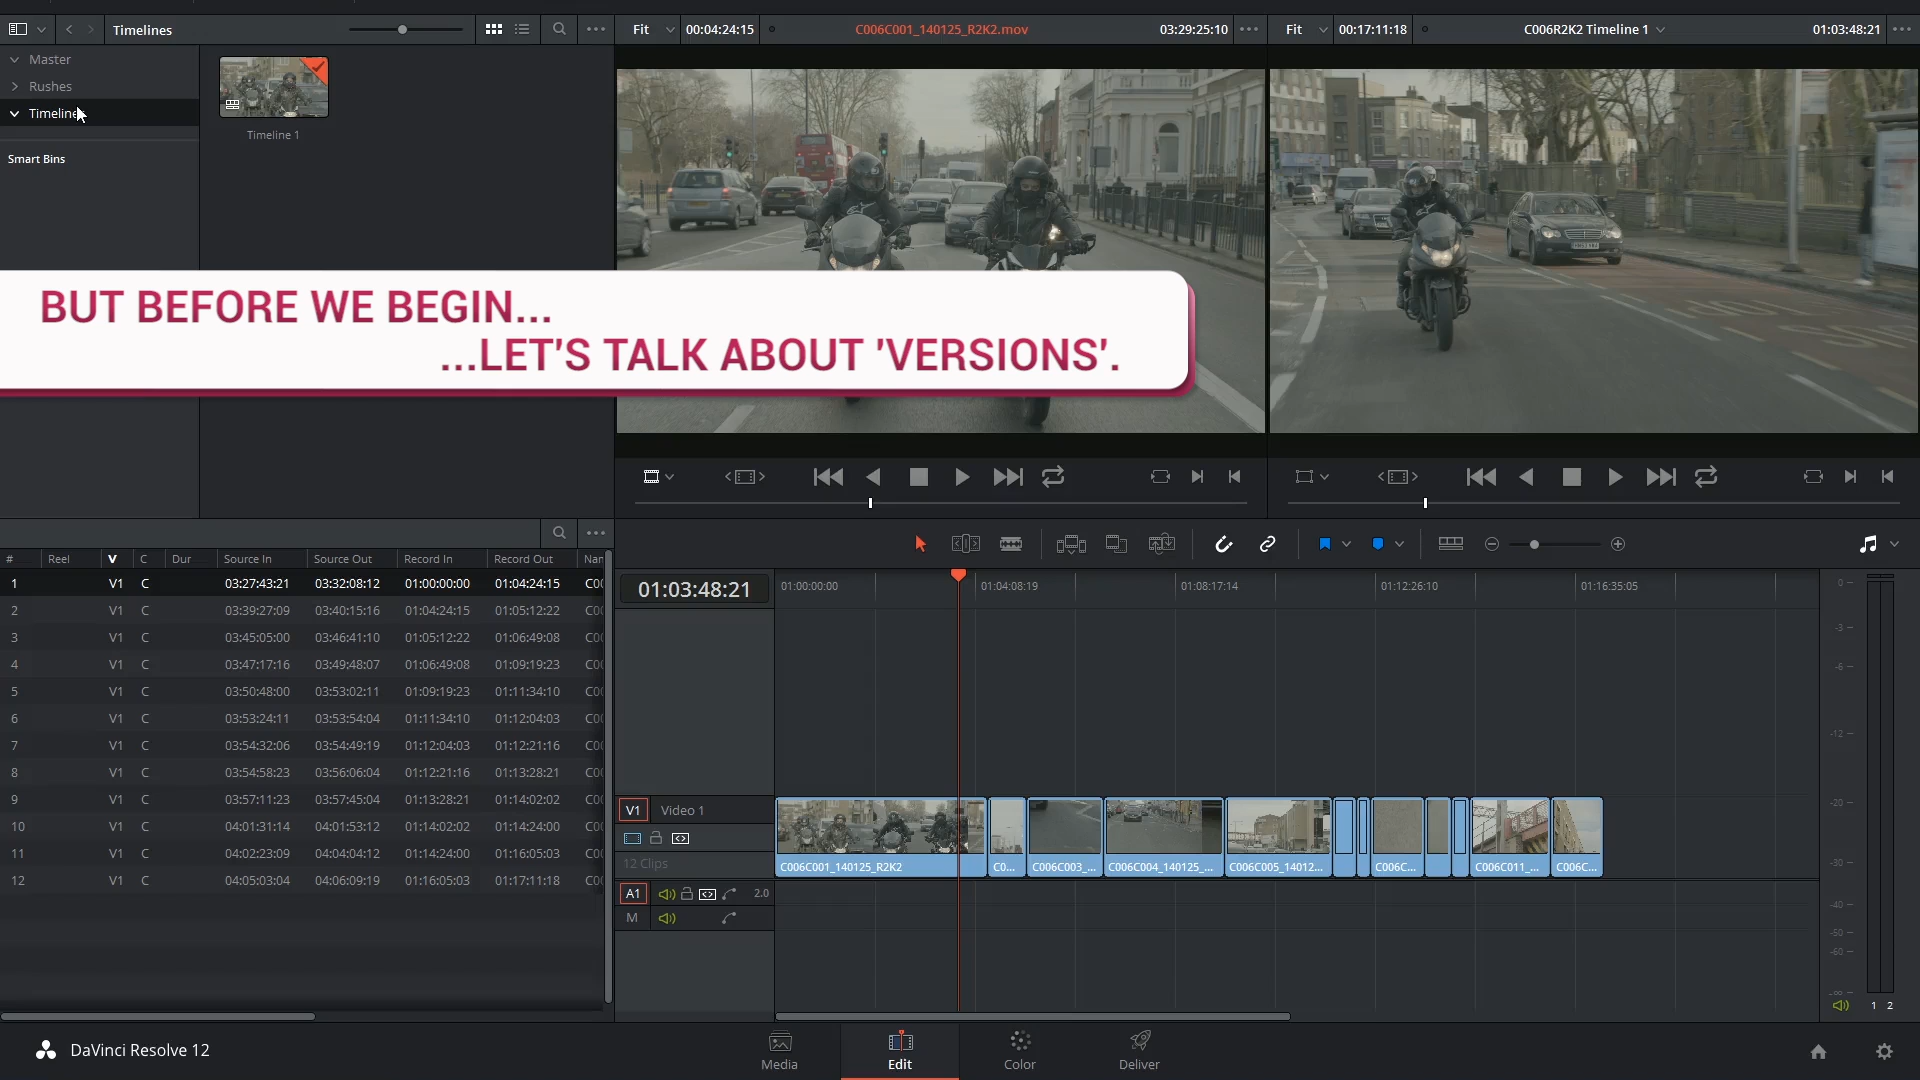 Timelines
Fit 00:04:24:15 C006C001_140125_R2K2.mov 03:29:25:10
Fit 00:17:11:18 C006R2K2 Timeline 1 01:03:48:21
Master
Rushes
Timeline 1
Smart Bins
BUT BEFORE WE BEGIN...
...LET'S TALK ABOUT 'VERSIONS'.
# Reel V C Dur Source In Source Out Record In Record Out
1 V1 C 03:27:43:21 03:32:08:12 01:00:00:00 01:04:24:15
2 V1 C 03:39:27:09 03:40:15:16 01:04:24:15 01:05:12:22
3 V1 C 03:45:05:00 03:46:41:10 01:05:12:22 01:06:49:08
4 V1 C 03:47:17:16 03:49:48:07 01:06:49:08 01:09:19:23
5 V1 C 03:50:48:00 03:53:02:11 01:09:19:23 01:11:34:10
6 V1 C 03:53:24:11 03:53:54:04 01:11:34:10 01:12:04:03
7 V1 C 03:54:32:06 03:54:49:19 01:12:04:03 01:12:21:16
8 V1 C 03:54:58:23 03:56:06:04 01:12:21:16 01:13:28:21
9 V1 C 03:57:11:23 03:57:45:04 01:13:28:21 01:14:02:02
10 V1 C 04:01:31:14 04:01:53:12 01:14:02:02 01:14:24:00
11 V1 C 04:02:23:09 04:04:04:12 01:14:24:00 01:16:05:03
12 V1 C 04:05:03:04 04:06:09:19 01:16:05:03 01:17:11:18
01:03:48:21
01:00:00:00 01:04:08:19 01:08:17:14 01:12:26:10 01:16:35:05
V1 Video 1
12 Clips
C006C001_140125_R2K2 C0... C006C003_... C006C004_140125_... C006C005_14012... C006C... C006C011_... C006C...
A1 2.0
M
0
-3
-6
-12
-20
-30
-40
-50
-60
1 2
DaVinci Resolve 12
Media Edit Color Deliver